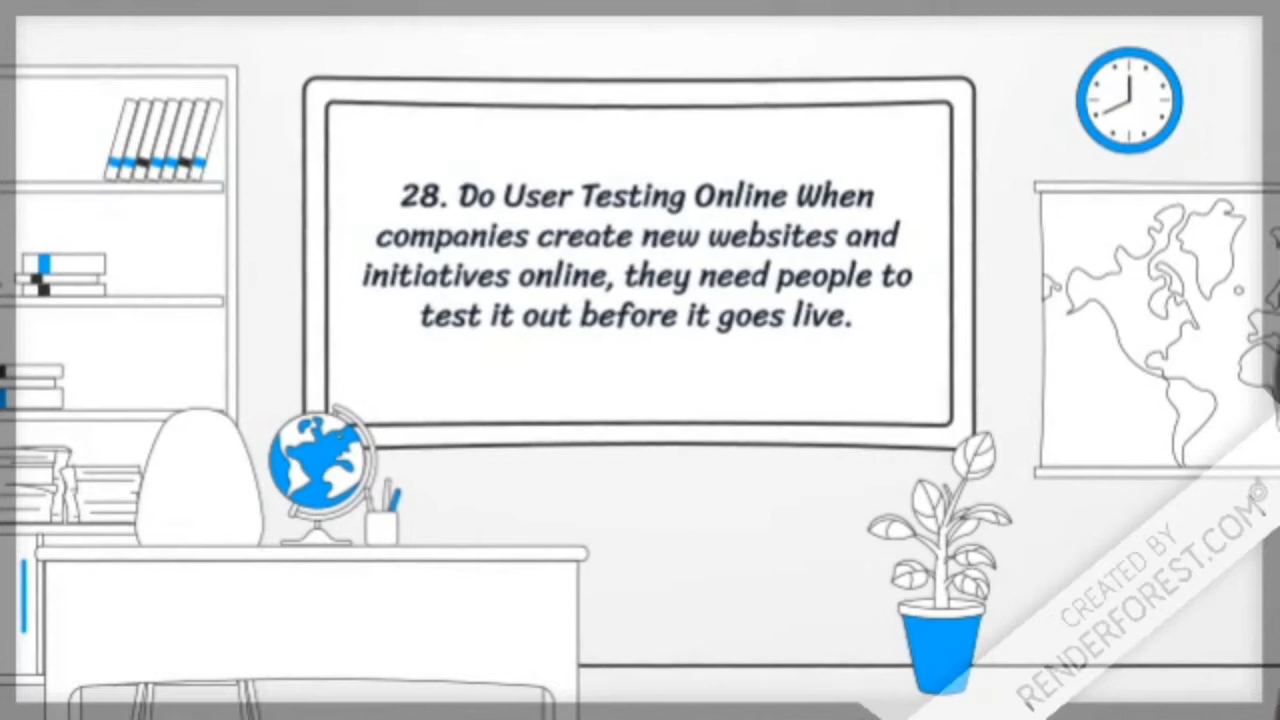 28. Do User Testing Online When
companies create new websites and
initiatives online, they need people to
test it out before it goes live.
CREATED BY
RENDERFOREST.COM